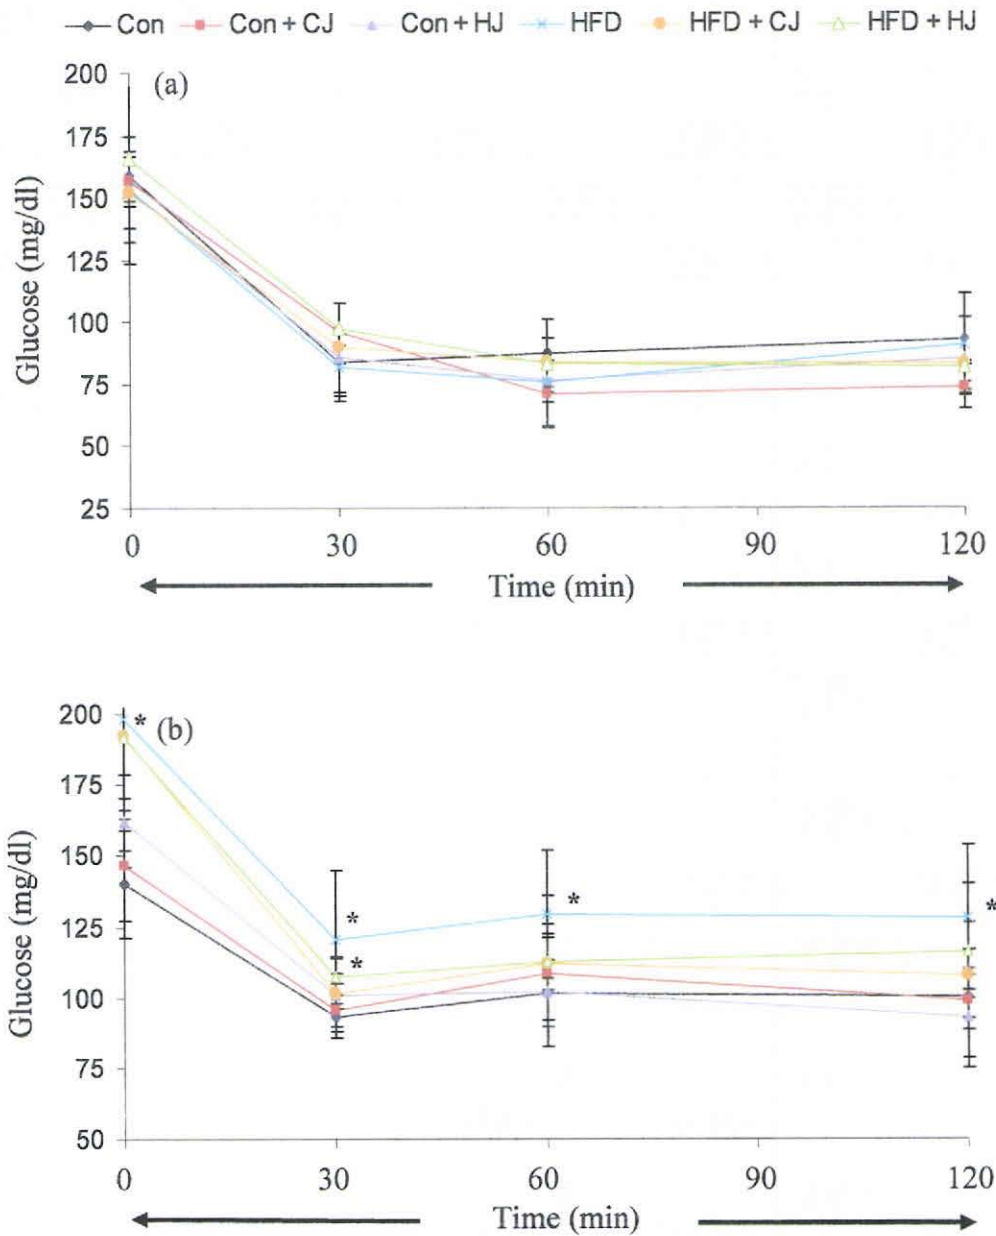 Con Con + CJ Con + HJ HFD HFD + CJ HFD + HJ
(a)
200
175
150
125
100
75
50
25
Glucose (mg/dl)
0 30 60 90 120
Time (min)
(b)
200
175
150
125
100
75
50
Glucose (mg/dl)
*
*
*
*
*
0 30 60 90 120
Time (min)